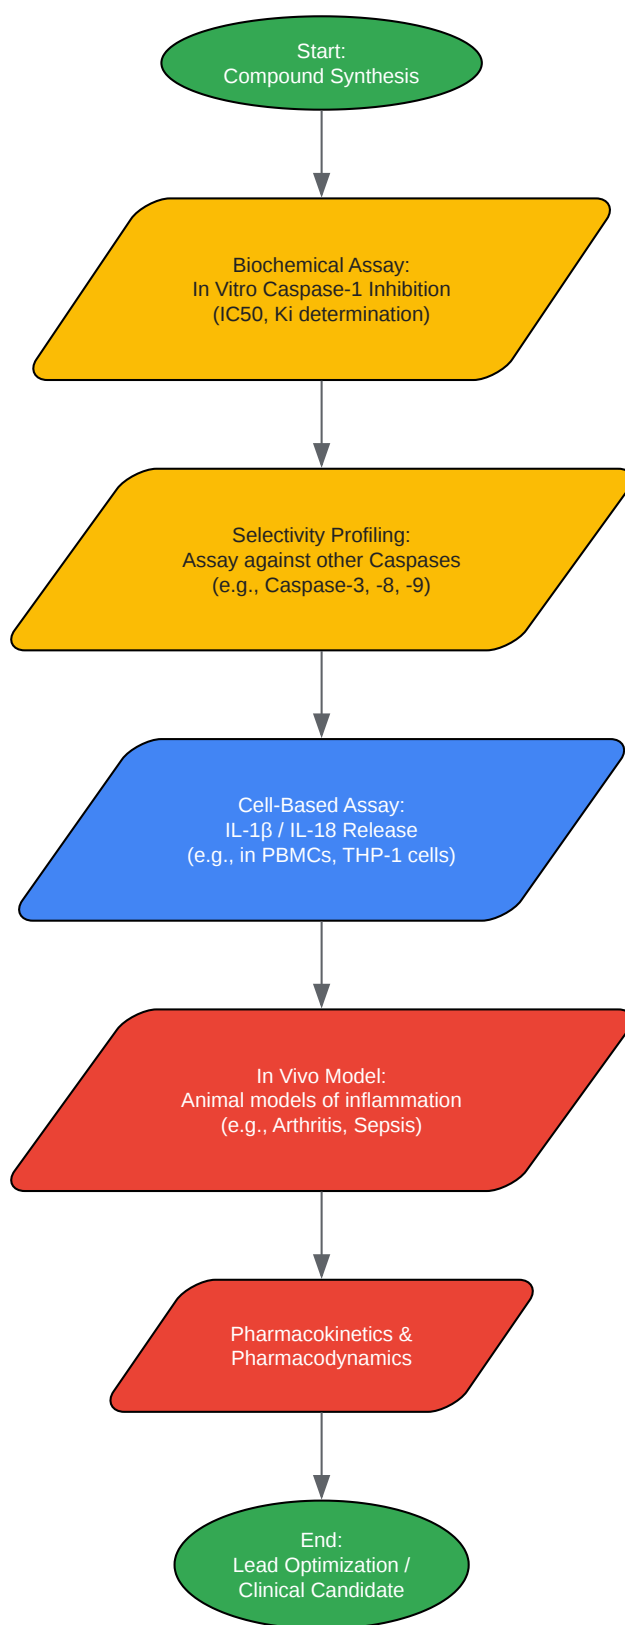 Start:
Compound Synthesis
Biochemical Assay:
In Vitro Caspase-1 Inhibition
(IC50, Ki determination)
Selectivity Profiling:
Assay against other Caspases
(e.g., Caspase-3, -8, -9)
Cell-Based Assay:
IL-1β / IL-18 Release
(e.g., in PBMCs, THP-1 cells)
In Vivo Model:
Animal models of inflammation
(e.g., Arthritis, Sepsis)
Pharmacokinetics &
Pharmacodynamics
End:
Lead Optimization /
Clinical Candidate